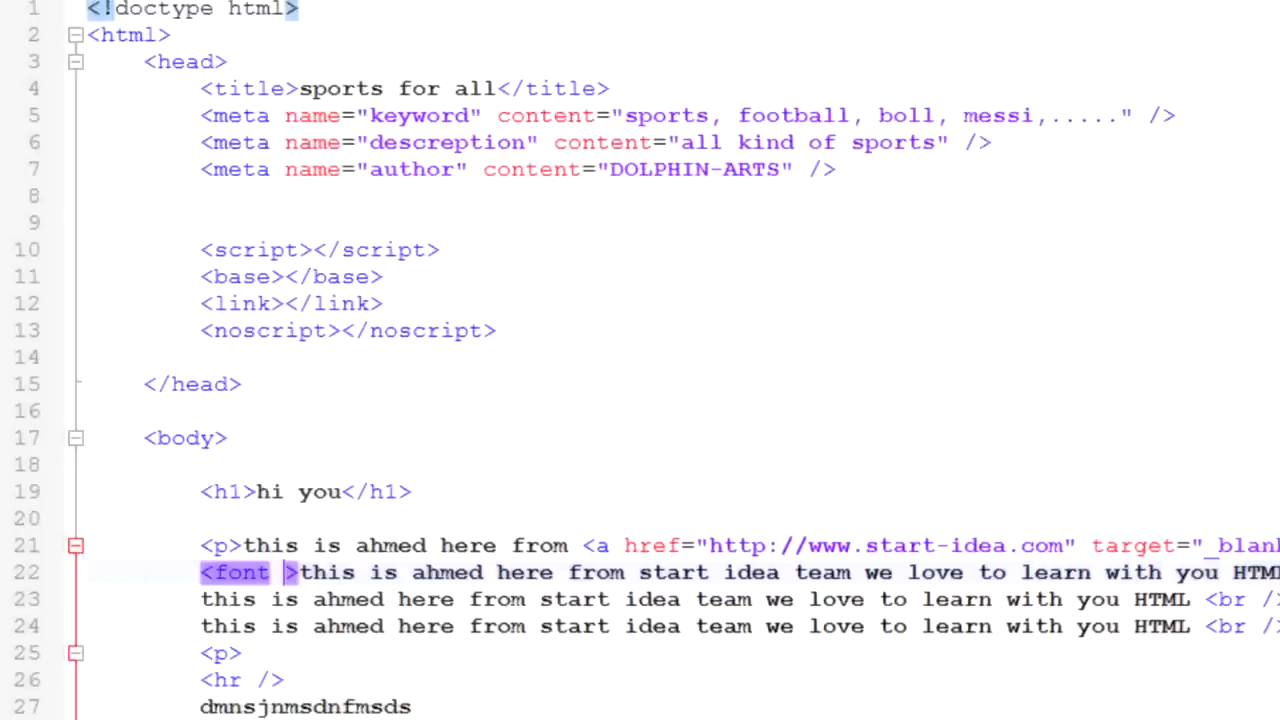 1 <!doctype html>
2 <html>
3 <head>
4 <title>sports for all</title>
5 <meta name="keyword" content="sports, football, boll, messi,....." />
6 <meta name="descreption" content="all kind of sports" />
7 <meta name="author" content="DOLPHIN-ARTS" />
8
9
10 <script></script>
11 <base></base>
12 <link></link>
13 <noscript></noscript>
14
15 </head>
16
17 <body>
18
19 <h1>hi you</h1>
20
21 <p>this is ahmed here from <a href="http://www.start-idea.com" target="_blank
22 <font >this is ahmed here from start idea team we love to learn with you HTML
23 this is ahmed here from start idea team we love to learn with you HTML <br />
24 this is ahmed here from start idea team we love to learn with you HTML <br />
25 <p>
26 <hr />
27 dmnsjnmsdnfmsds